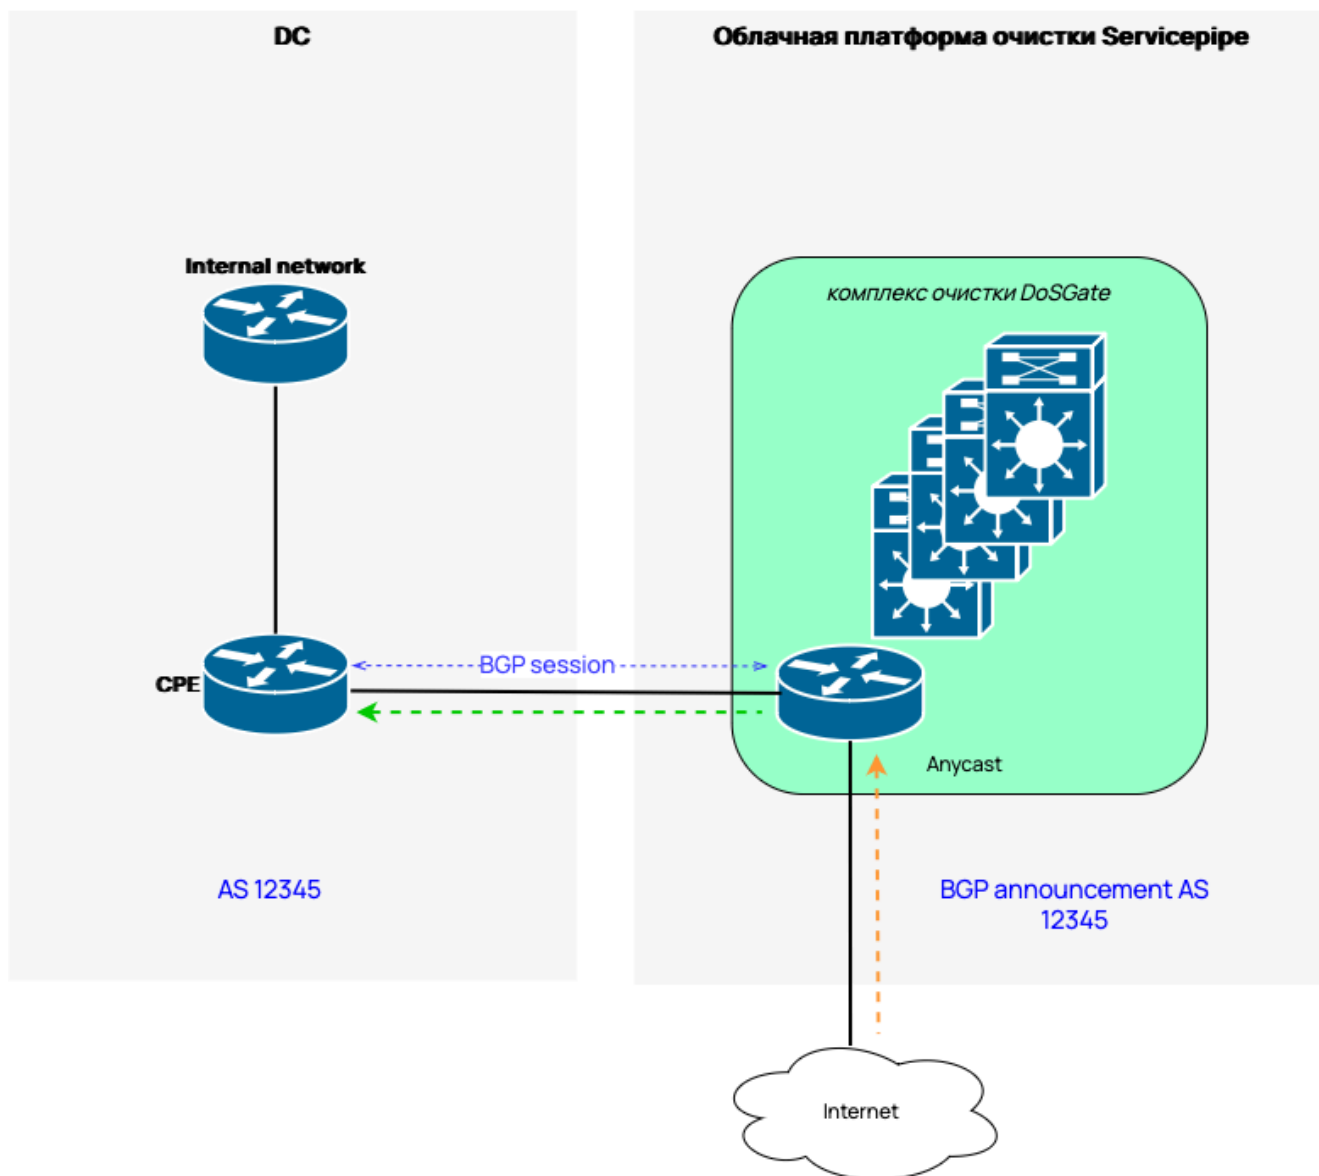 DC
Облачная платформа очистки Servicepipe
Internal network
комплекс очистки DoSGate
BGP session
CPE
Anycast
AS 12345
BGP announcement AS
12345
Internet